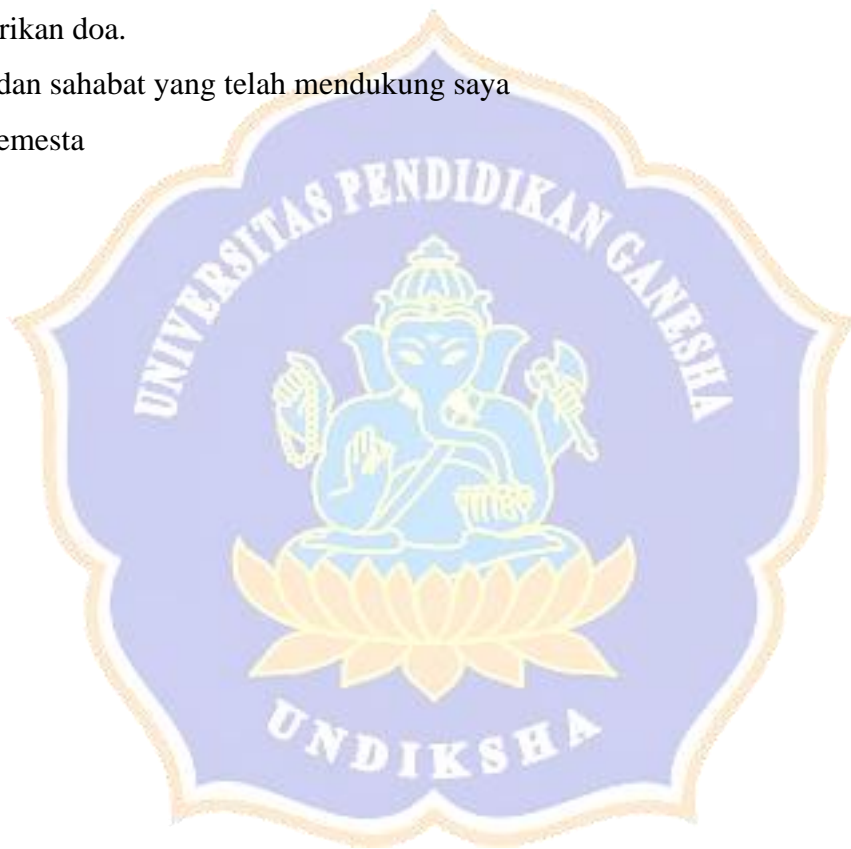 rikan doa.
dan sahabat yang telah mendukung saya
emesta
UNIVERSITAS PENDIDIKAN GANESHA
UNDIKSHA